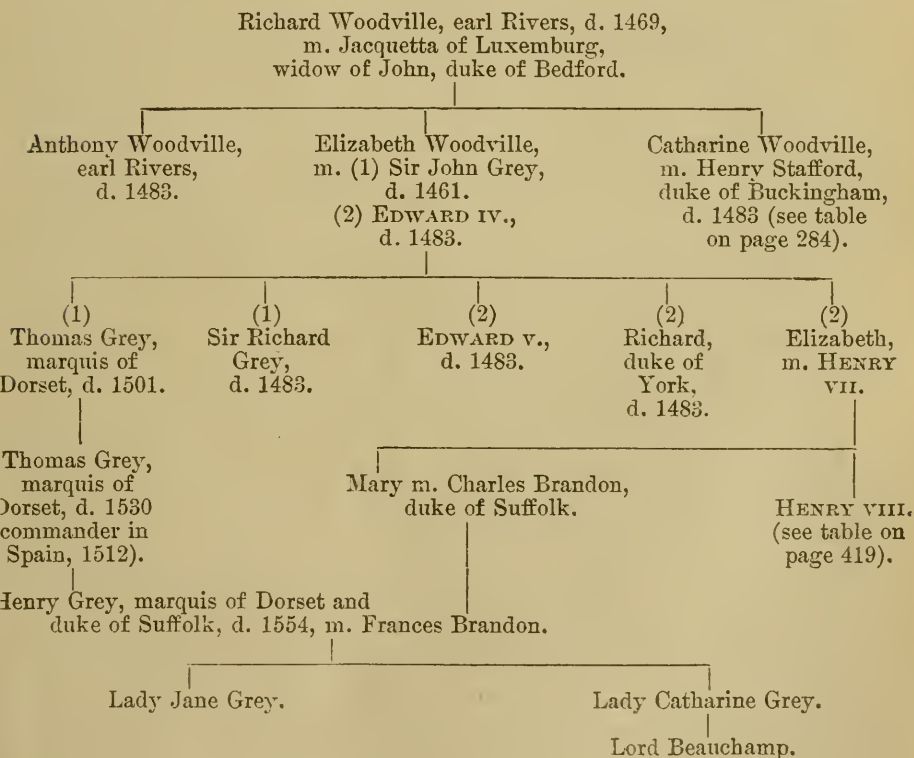 Richard Woodville, earl Rivers, d. 1469,
m. Jacquetta of Luxemburg,
widow of John, duke of Bedford.
Anthony Woodville,
earl Rivers,
d. 1483.
Elizabeth Woodville,
m. (1) Sir John Grey,
d. 1461.
(2) EDWARD IV.,
d. 1483.
Catharine Woodville,
m. Henry Stafford,
duke of Buckingham,
d. 1483 (see table
on page 284).
(1)
Thomas Grey,
marquis of
Dorset, d. 1501.
(1)
Sir Richard
Grey,
d. 1483.
(2)
EDWARD V.,
d. 1483.
(2)
Richard,
duke of
York,
d. 1483.
(2)
Elizabeth,
m. HENRY
VII.
Thomas Grey,
marquis of
Dorset, d. 1530
commander in
Spain, 1512).
Mary m. Charles Brandon,
duke of Suffolk.
HENRY VIII.
(see table on
page 419).
Henry Grey, marquis of Dorset and
duke of Suffolk, d. 1554, m. Frances Brandon.
Lady Jane Grey.
Lady Catharine Grey.
Lord Beauchamp.